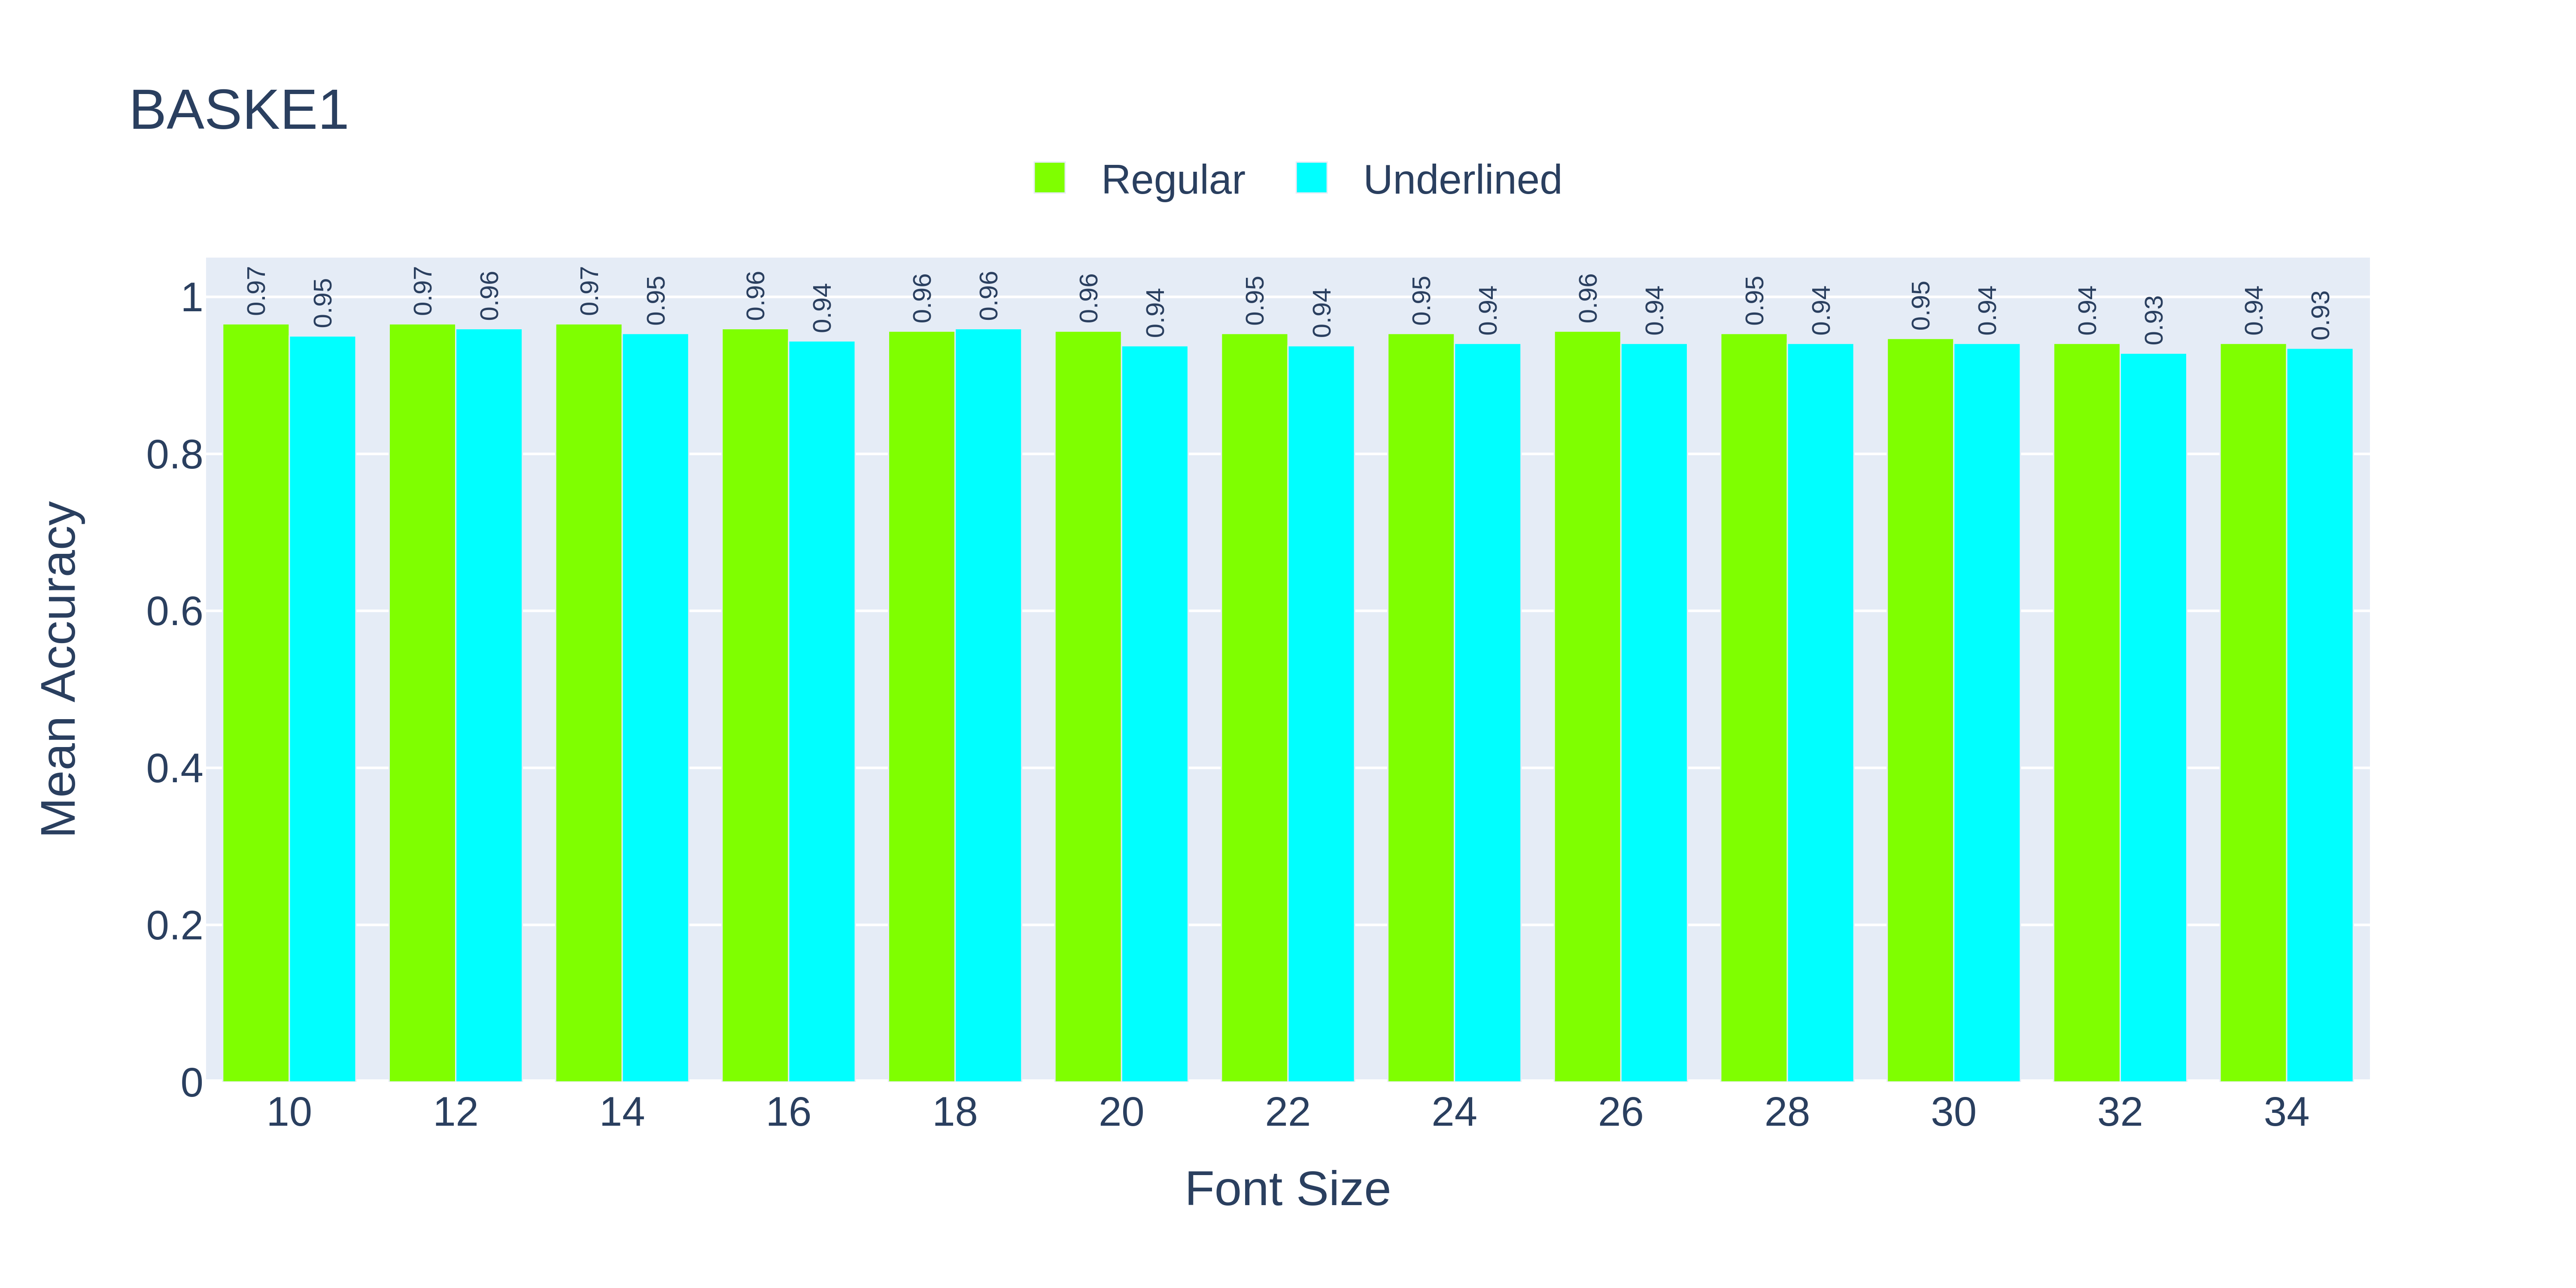 BASKE1
Regular Underlined
0.97 0.95 0.97 0.96 0.97 0.95 0.96 0.94 0.96 0.96 0.96 0.94 0.95 0.94 0.95 0.94 0.96 0.94 0.95 0.94 0.95 0.94 0.94 0.93 0.94 0.93
1
0.8
0.6
0.4
0.2
0
Mean Accuracy
10 12 14 16 18 20 22 24 26 28 30 32 34
Font Size